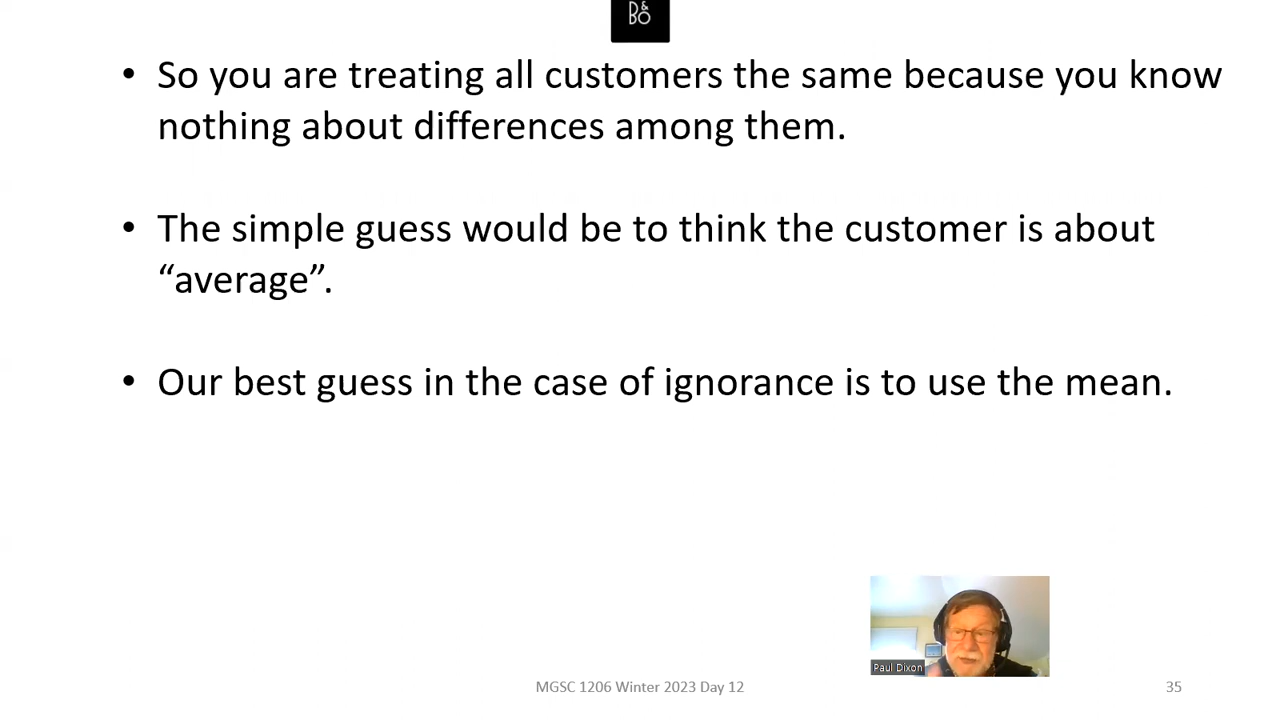 B&O
• So you are treating all customers the same because you know
nothing about differences among them.
• The simple guess would be to think the customer is about
“average”.
• Our best guess in the case of ignorance is to use the mean.
Paul Dixon
MGSC 1206 Winter 2023 Day 12
35